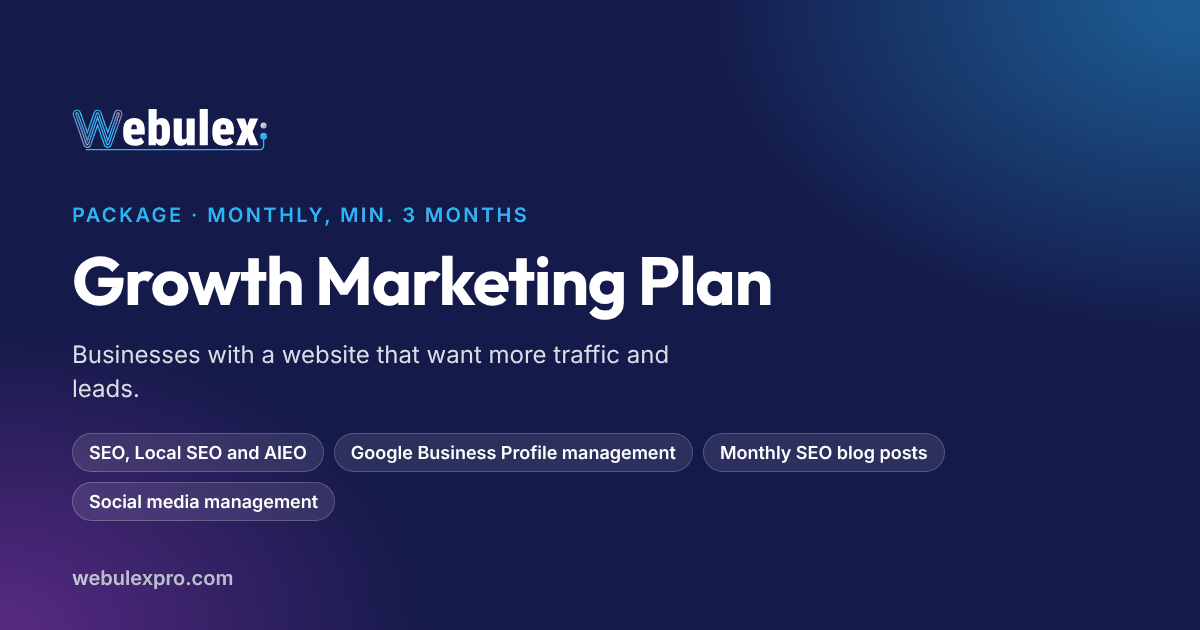 Webulex:
PACKAGE · MONTHLY, MIN. 3 MONTHS
Growth Marketing Plan
Businesses with a website that want more traffic and
leads.
SEO, Local SEO and AIEO Google Business Profile management Monthly SEO blog posts
Social media management
webulexpro.com